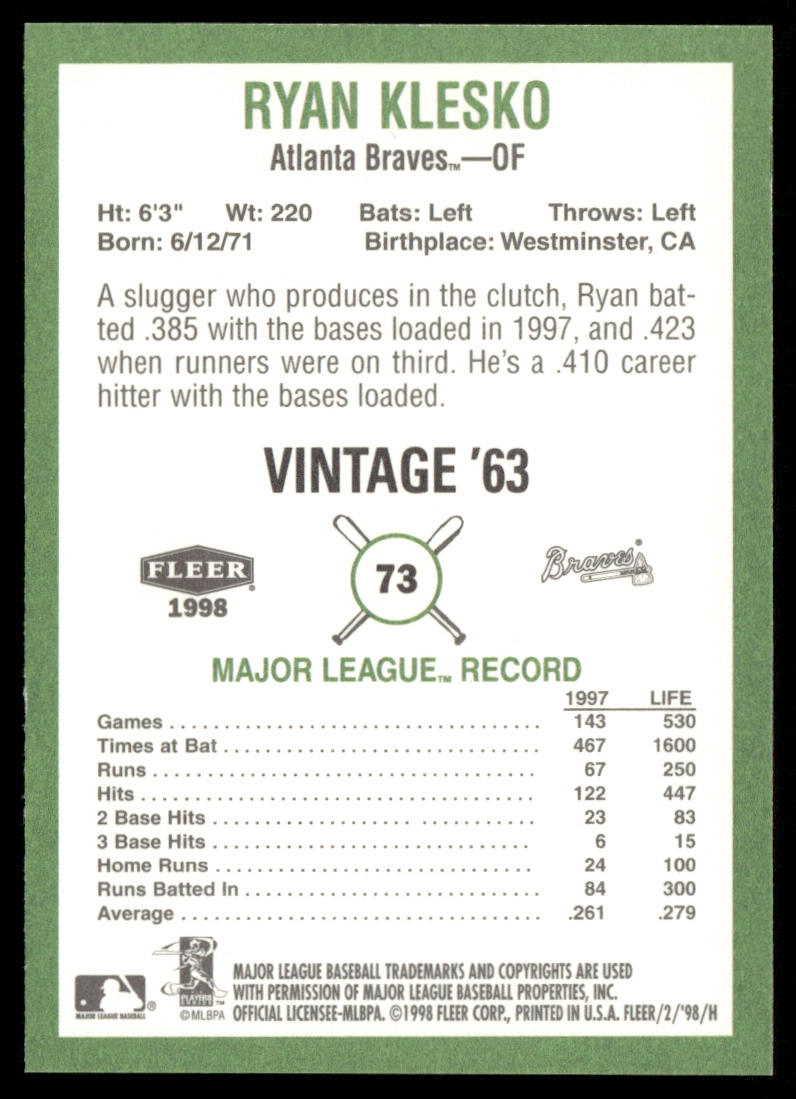 RYAN KLESKO
Atlanta Braves™—OF
Ht: 6'3" Wt: 220 Bats: Left Throws: Left
Born: 6/12/71 Birthplace: Westminster, CA
A slugger who produces in the clutch, Ryan bat-
ted .385 with the bases loaded in 1997, and .423
when runners were on third. He's a .410 career
hitter with the bases loaded.
VINTAGE '63
FLEER®
1998
73
Braves®
MAJOR LEAGUE™ RECORD
1997 LIFE
Games 143 530
Times at Bat 467 1600
Runs 67 250
Hits 122 447
2 Base Hits 23 83
3 Base Hits 6 15
Home Runs 24 100
Runs Batted In 84 300
Average .261 .279
MAJOR LEAGUE BASEBALL®
PLAYERS CHOICE™
©MLBPA
MAJOR LEAGUE BASEBALL TRADEMARKS AND COPYRIGHTS ARE USED
WITH PERMISSION OF MAJOR LEAGUE BASEBALL PROPERTIES, INC.
OFFICIAL LICENSEE-MLBPA. ©1998 FLEER CORP., PRINTED IN U.S.A. FLEER/2/'98/H